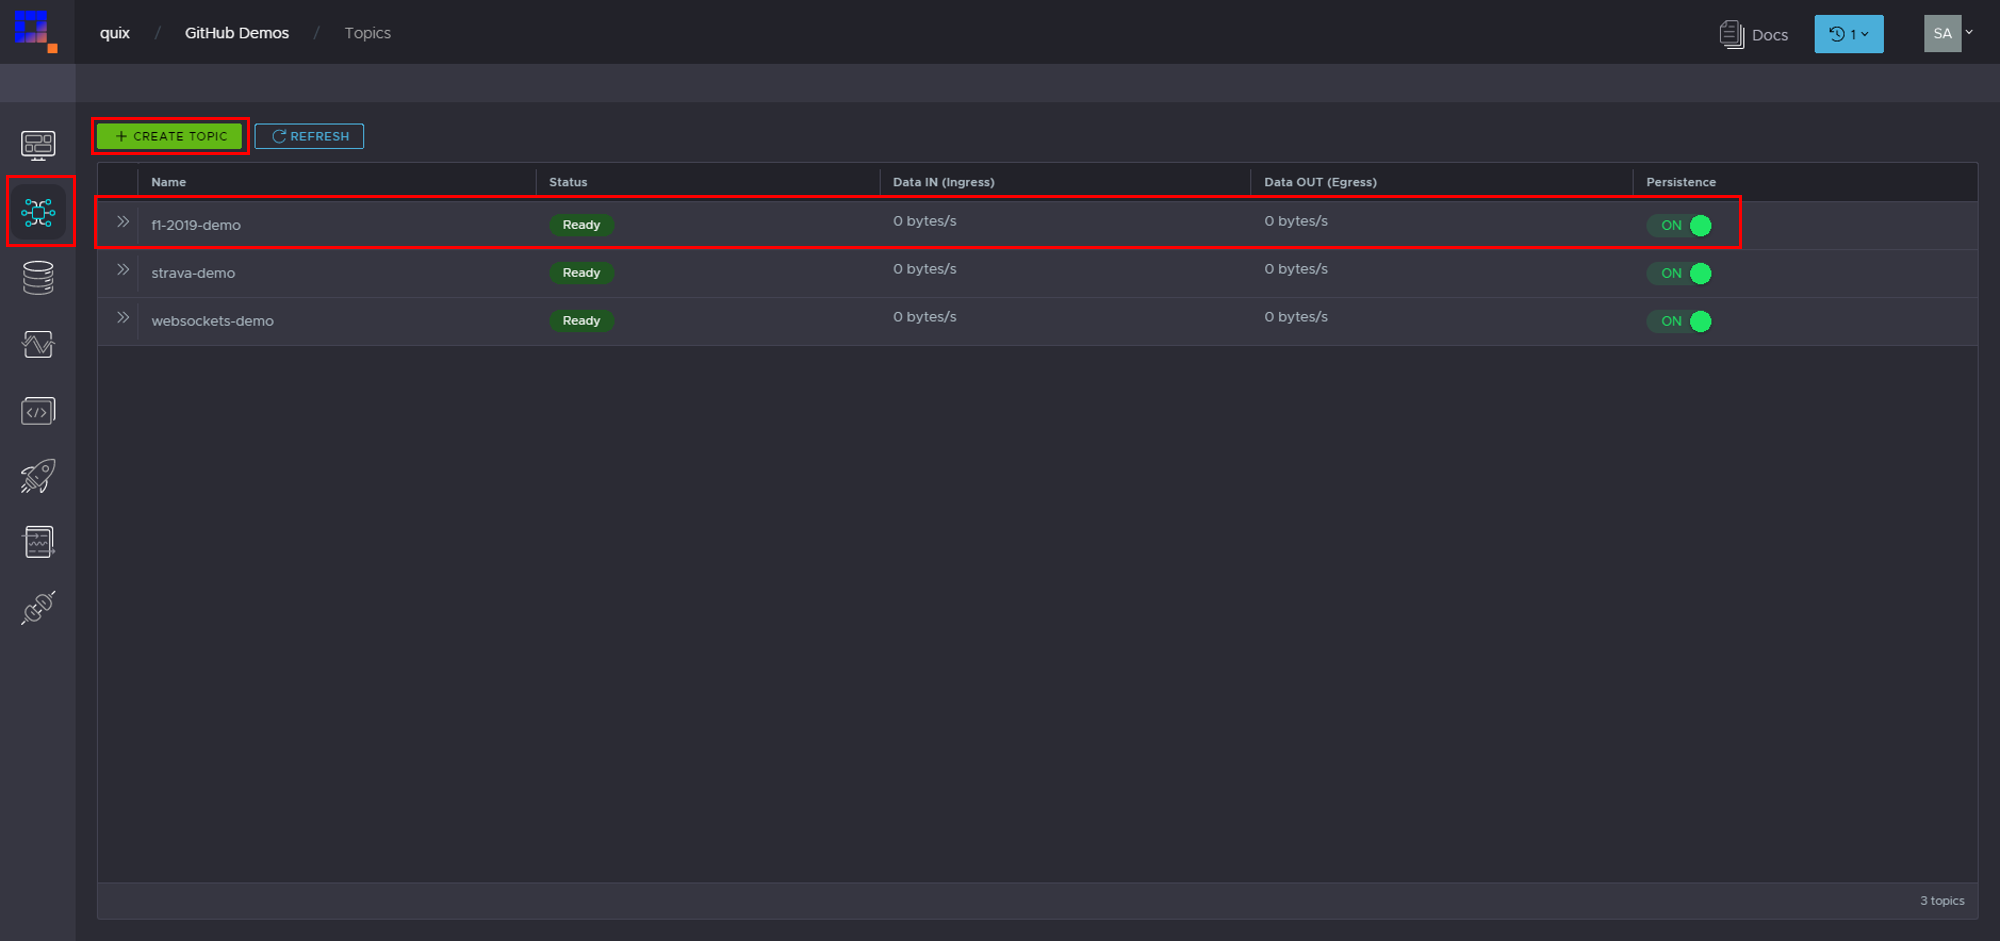 quix / GitHub Demos / Topics
Docs
1
SA
+ CREATE TOPIC
REFRESH
Name Status Data IN (Ingress) Data OUT (Egress) Persistence
f1-2019-demo Ready 0 bytes/s 0 bytes/s ON
strava-demo Ready 0 bytes/s 0 bytes/s ON
websockets-demo Ready 0 bytes/s 0 bytes/s ON
3 topics